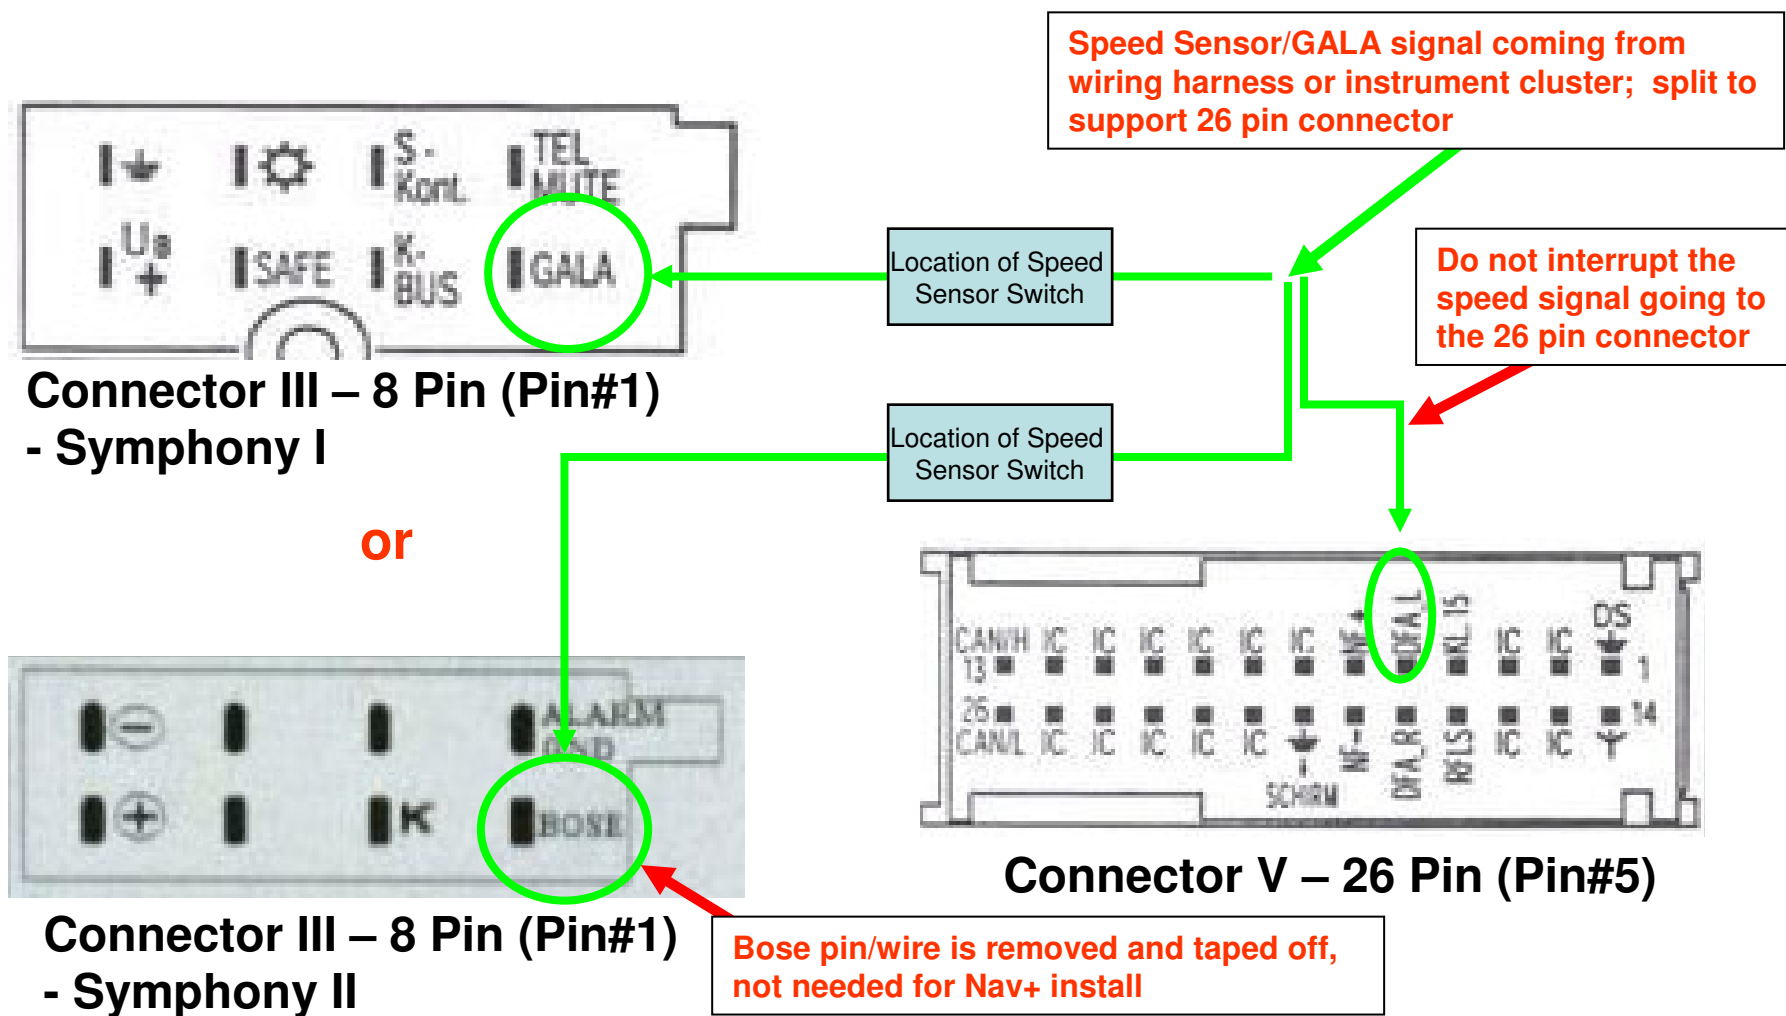 Speed Sensor/GALA signal coming from
wiring harness or instrument cluster;  split to
support 26 pin connector
S-
Kont.
TEL
MUTE
UB
+
SAFE
K-
BUS
GALA
Location of Speed
Sensor Switch
Do not interrupt the
speed signal going to
the 26 pin connector
Connector III – 8 Pin (Pin#1)
- Symphony I
Location of Speed
Sensor Switch
or
CAN/H IC IC IC IC IC IC NF+ DFA_L KL.15 IC IC DS
13 1
26 14
CAN/L IC IC IC IC NF- DFA_R RFLS IC IC
SCHIRM
ALARM
K
BOSE
Connector V – 26 Pin (Pin#5)
Connector III – 8 Pin (Pin#1)
- Symphony II
Bose pin/wire is removed and taped off,
not needed for Nav+ install